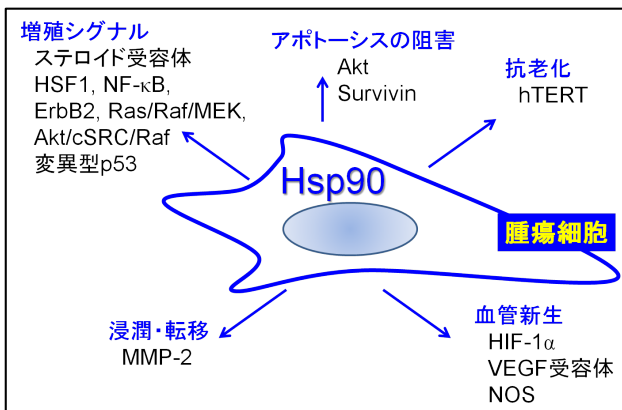 増殖シグナル
ステロイド受容体
HSF1, NF-κB,
ErbB2, Ras/Raf/MEK,
Akt/cSRC/Raf
変異型p53
アポトーシスの阻害
Akt
Survivin
抗老化
hTERT
Hsp90
腫瘍細胞
浸潤・転移
MMP-2
血管新生
HIF-1α
VEGF受容体
NOS